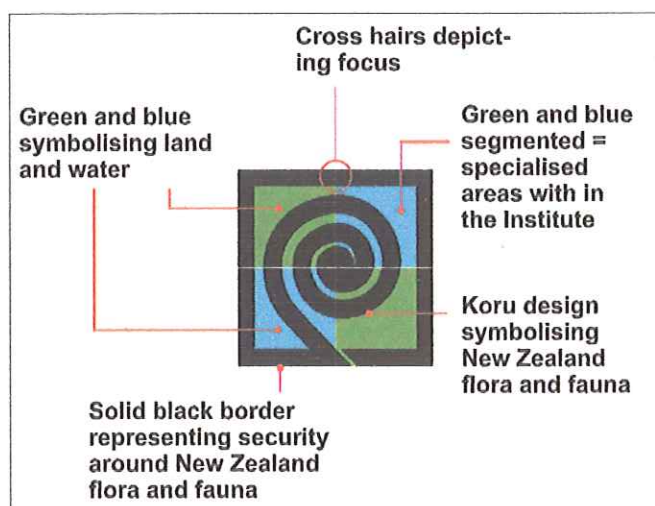 Cross hairs depict-
ing focus
Green and blue
symbolising land
and water
Green and blue
segmented =
specialised
areas with in
the Institute
Koru design
symbolising
New Zealand
flora and fauna
Solid black border
representing security
around New Zealand
flora and fauna